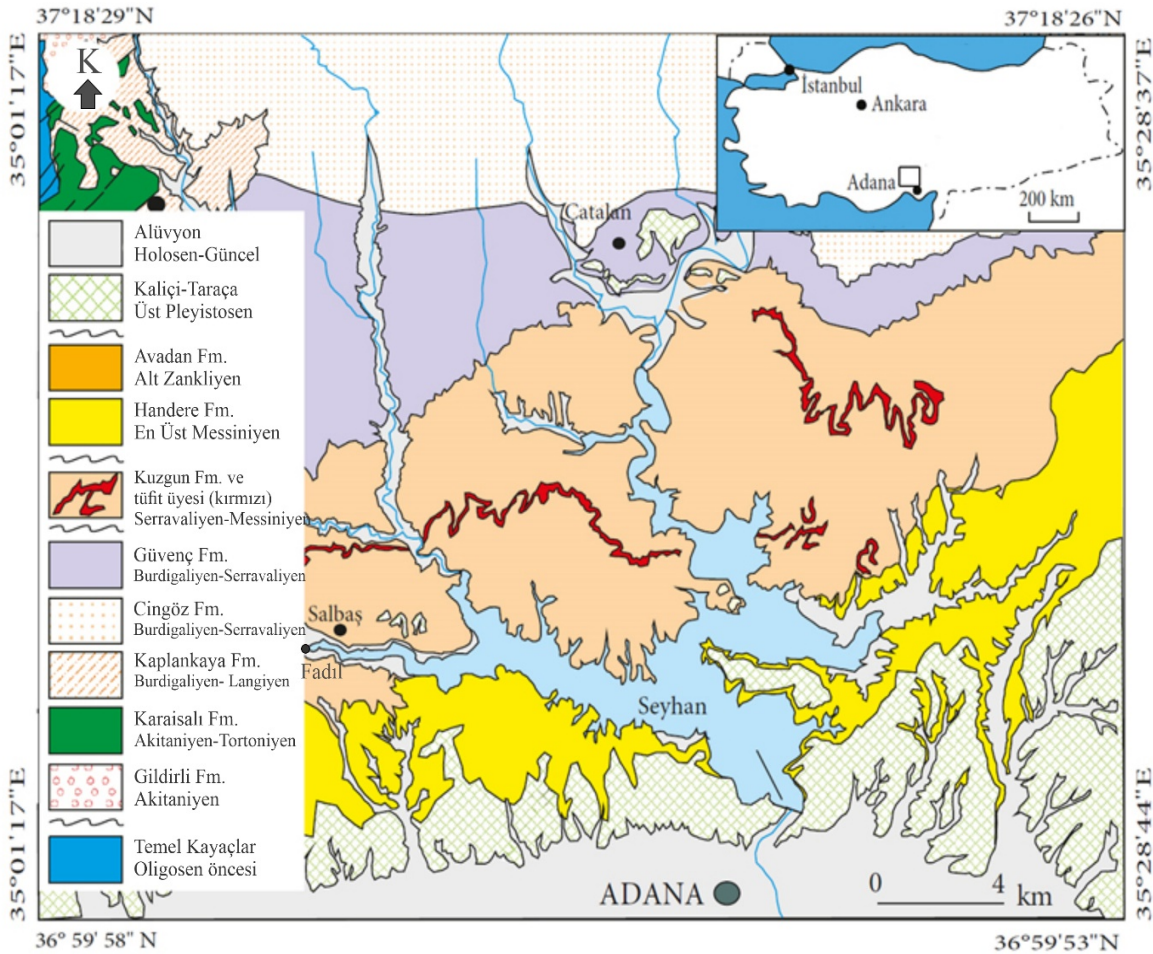 37°18'29"N
37°18'26"N
35°01'17"E
35°28'37"E
K
İstanbul
Ankara
Adana
200 km
Catalan
Alüvyon
Holosen-Güncel
Kaliçi-Taraça
Üst Pleyistosen
Avadan Fm.
Alt Zankliyen
Handere Fm.
En Üst Messiniyen
Kuzgun Fm. ve
tüfit üyesi (kırmızı)
Serravaliyen-Messiniyen
Güvenç Fm.
Burdigaliyen-Serravaliyen
Cingöz Fm.
Burdigaliyen-Serravaliyen
Kaplankaya Fm.
Burdigaliyen- Langiyen
Karaisalı Fm.
Akitaniyen-Tortoniyen
Gildirli Fm.
Akitaniyen
Temel Kayaçlar
Oligosen öncesi
Salbaş
Fadıl
Seyhan
ADANA
0 4 km
35°01'17"E
35°28'44"E
36° 59' 58" N
36°59'53"N